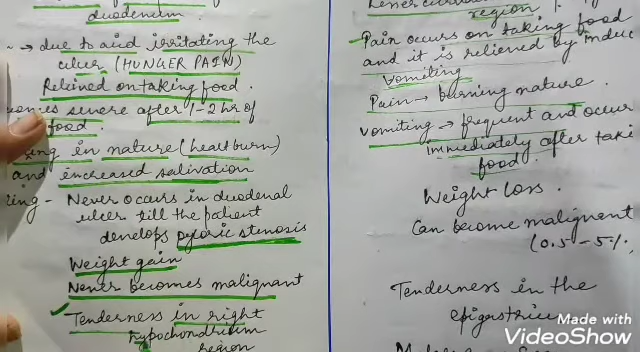 duodenum.
→ due to acid irritating the
ulcer (HUNGER PAIN)
Relieved on taking food.
severe after 1-2 hr of
food.
in nature (heartburn)
and increased salivation
Never occurs in duodenal
ulcer till the patient
develops pyloric stenosis
Weight gain
Never becomes malignant
✓ Tenderness in right
hypochondrium
region
region
Pain occurs on taking food
and it is relieved by induc
vomiting
Pain → burning nature.
vomiting → frequent and occur
immediately after taki
food.
Weight loss.
Can become malignant
(0.5-5%
Tenderness in the
epigastric
Made with
VideoShow